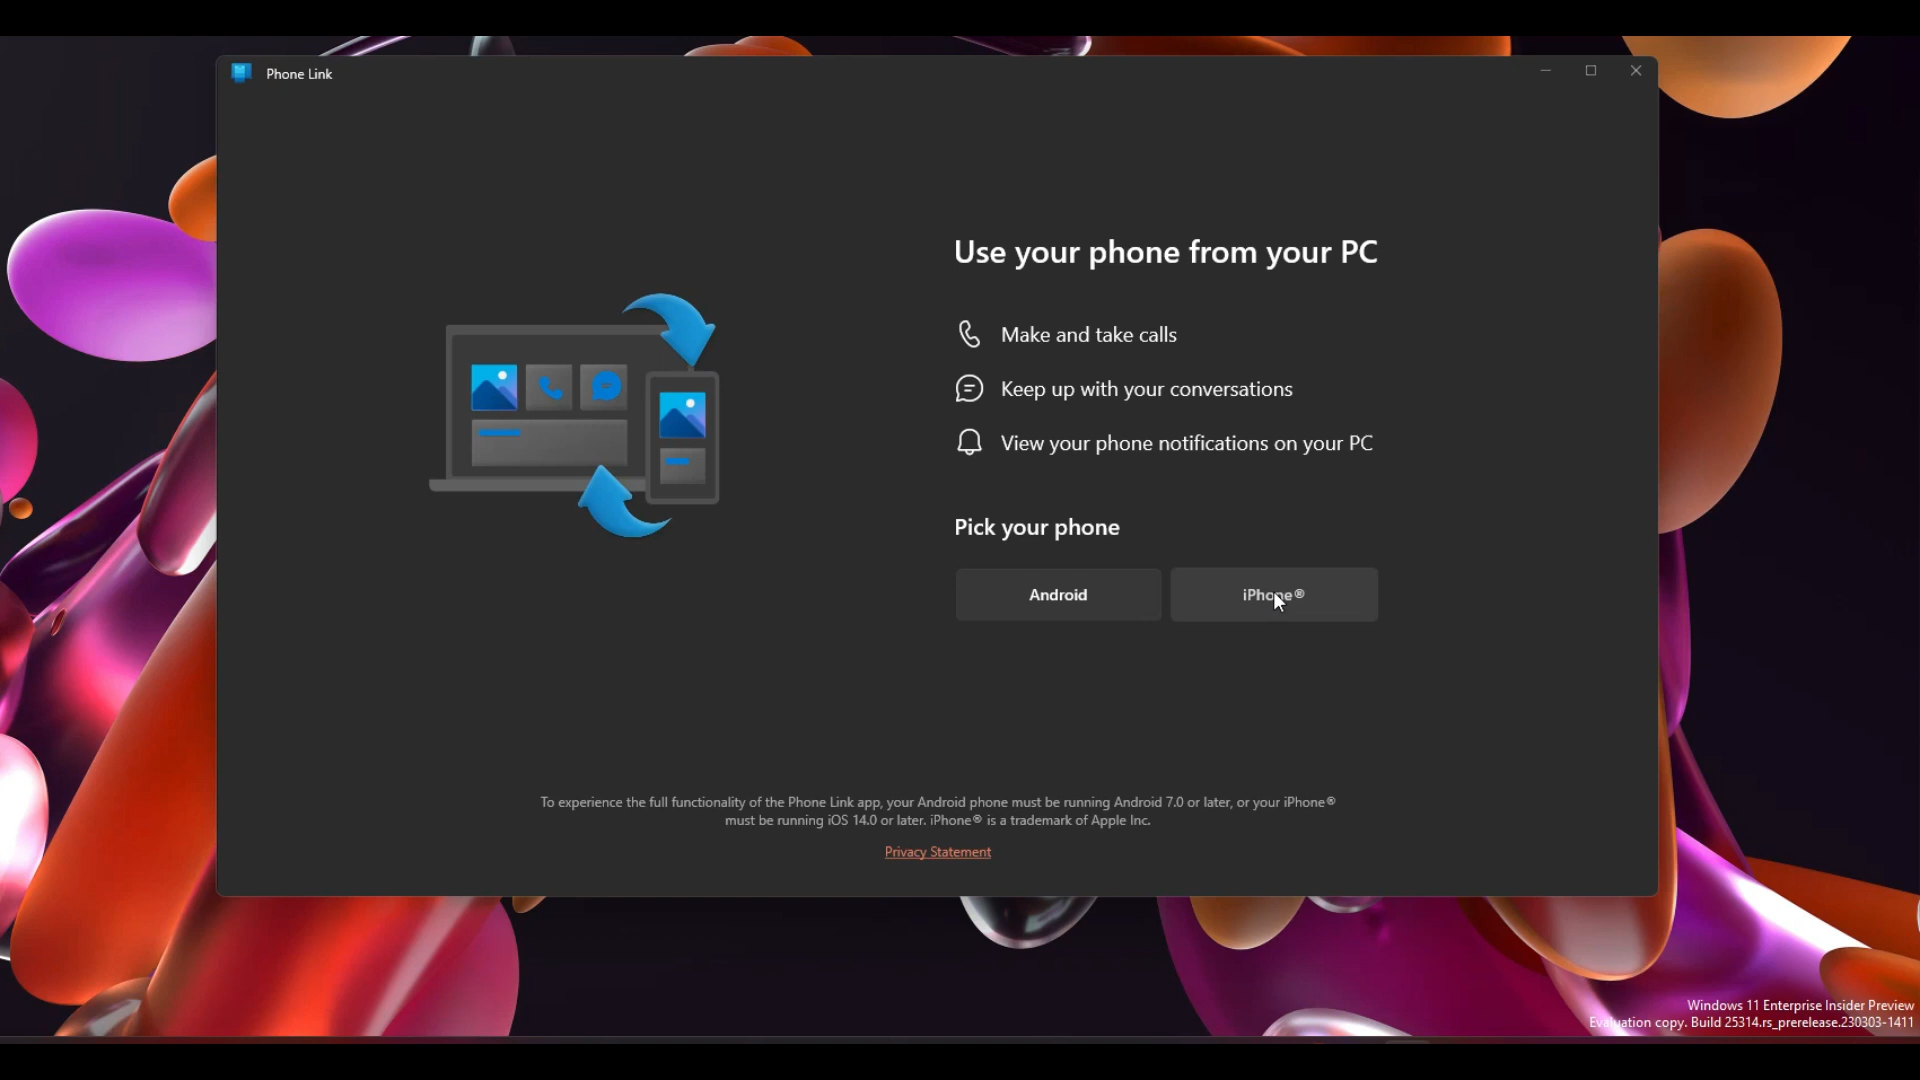 Phone Link
Use your phone from your PC
Make and take calls
Keep up with your conversations
View your phone notifications on your PC
Pick your phone
Android
iPhone®
To experience the full functionality of the Phone Link app, your Android phone must be running Android 7.0 or later, or your iPhone®
must be running iOS 14.0 or later. iPhone® is a trademark of Apple Inc.
Privacy Statement
Windows 11 Enterprise Insider Preview
Evaluation copy. Build 25314.rs_prerelease.230303-1411